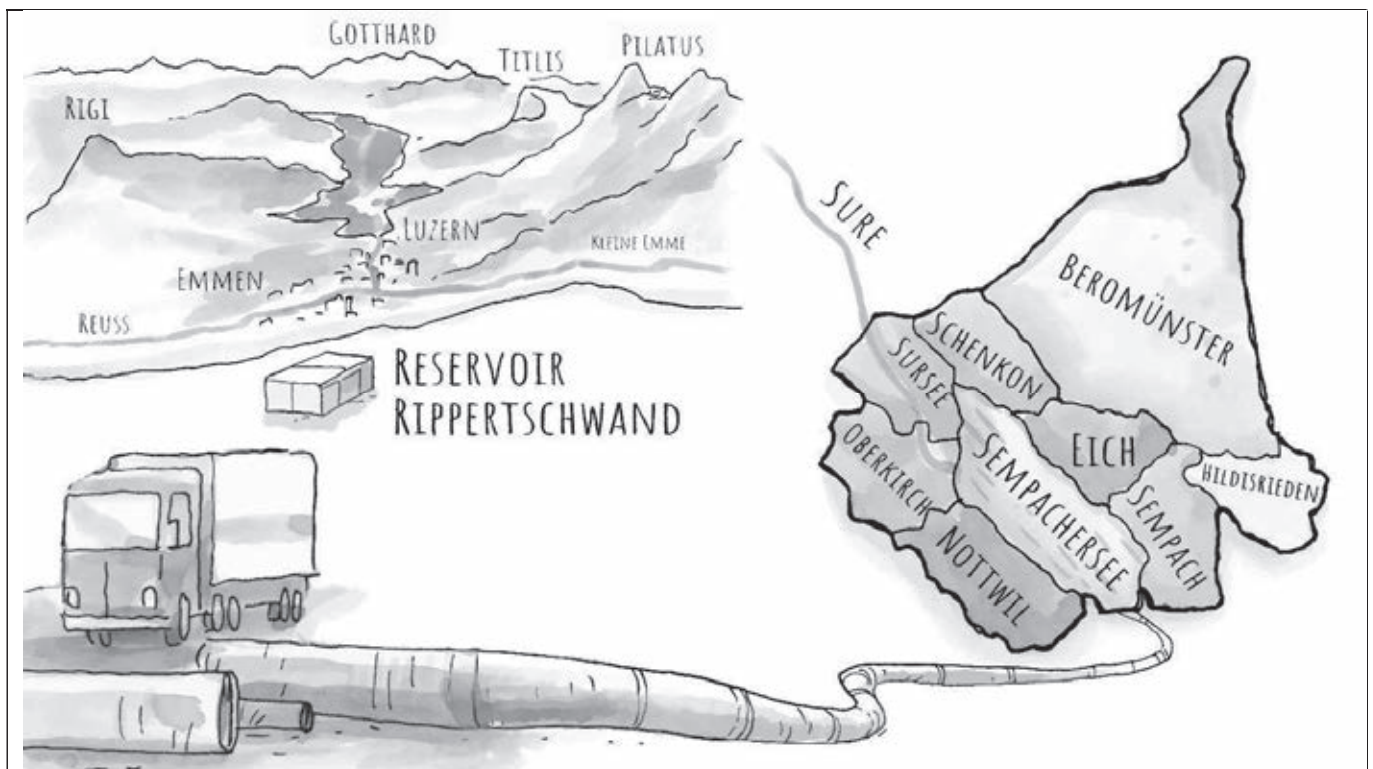 GOTTHARD
TITLIS
PILATUS
RIGI
LUZERN
KLEINE EMME
EMMEN
REUSS
RESERVOIR
RIPPERTSCHWAND
SURE
BEROMÜNSTER
SCHENKON
SURSEE
EICH
HILDISRIEDEN
OBERKIRCH
SEMPACHERSEE
SEMPACH
NOTTWIL